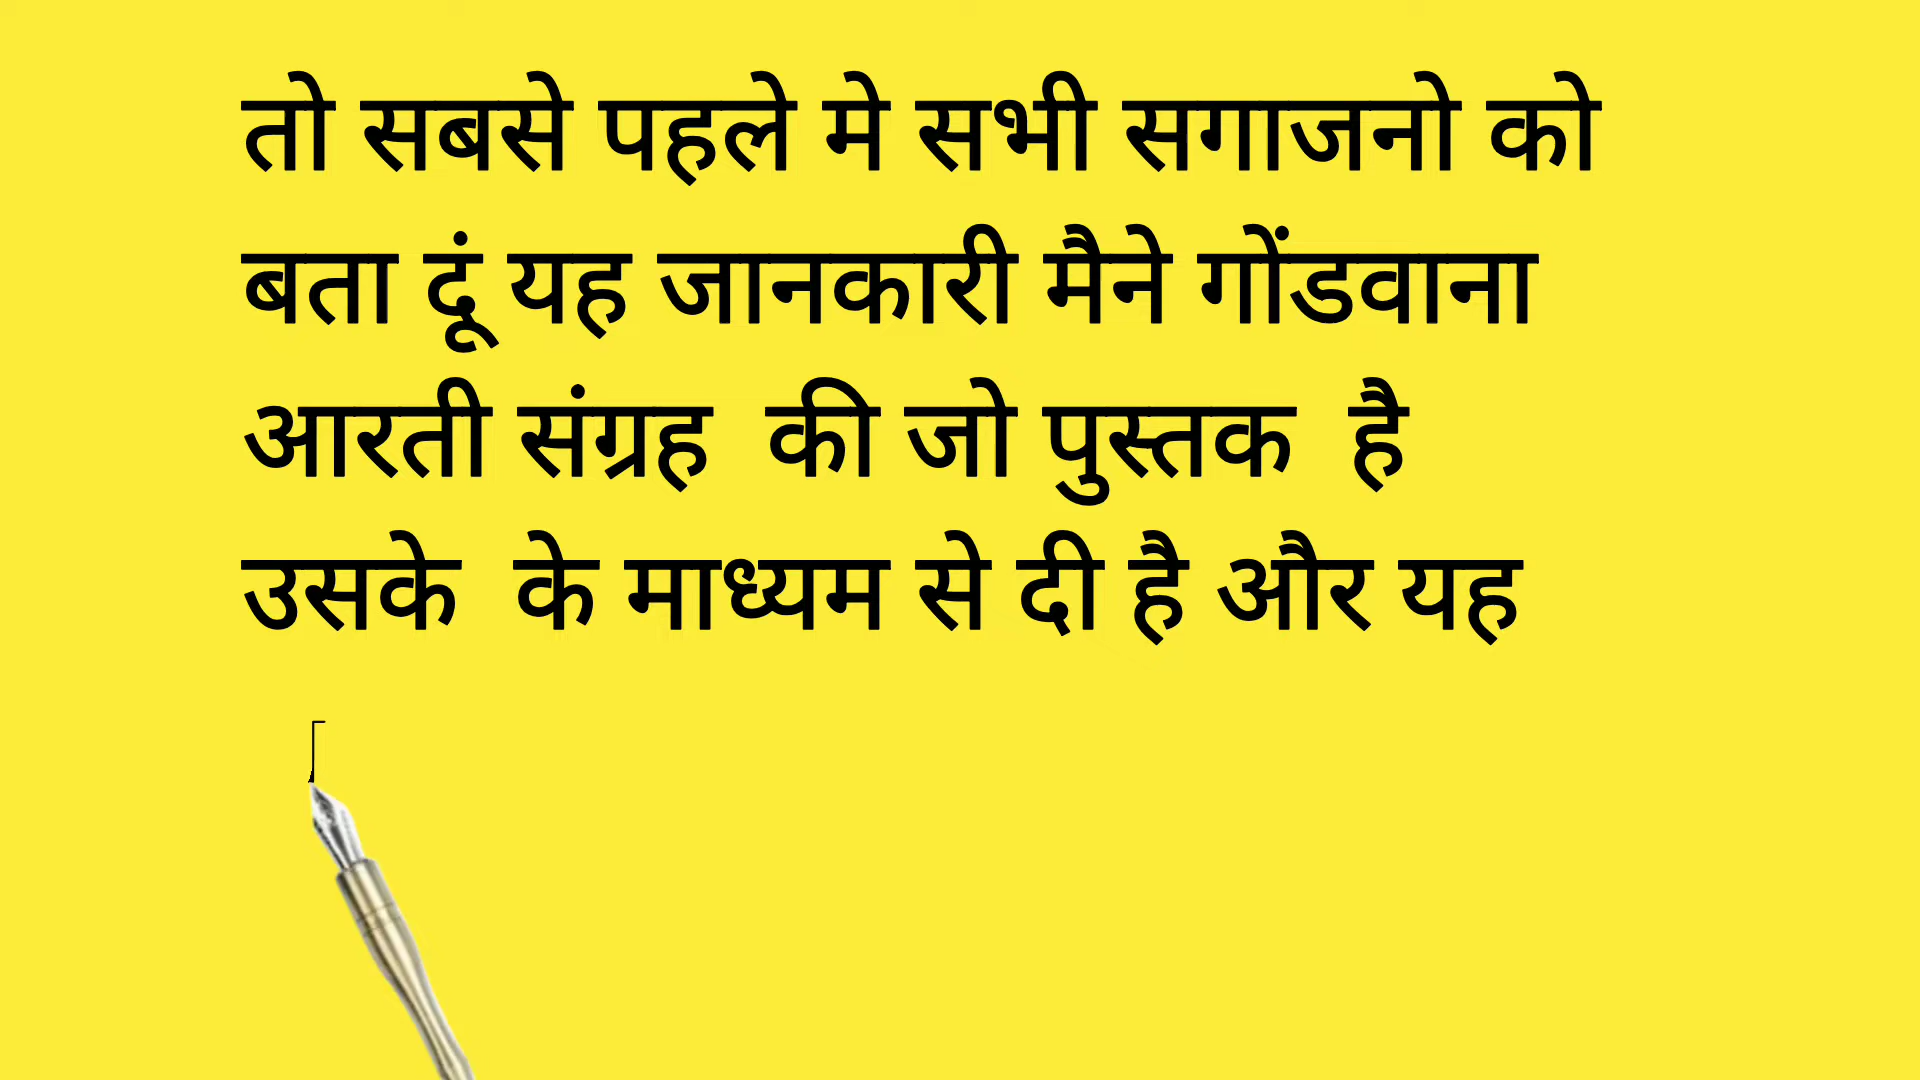 तो सबसे पहले मे सभी सगाजनो को
बता दूं यह जानकारी मैने गोंडवाना
आरती संग्रह  की जो पुस्तक  है
उसके  के माध्यम से दी है और यह